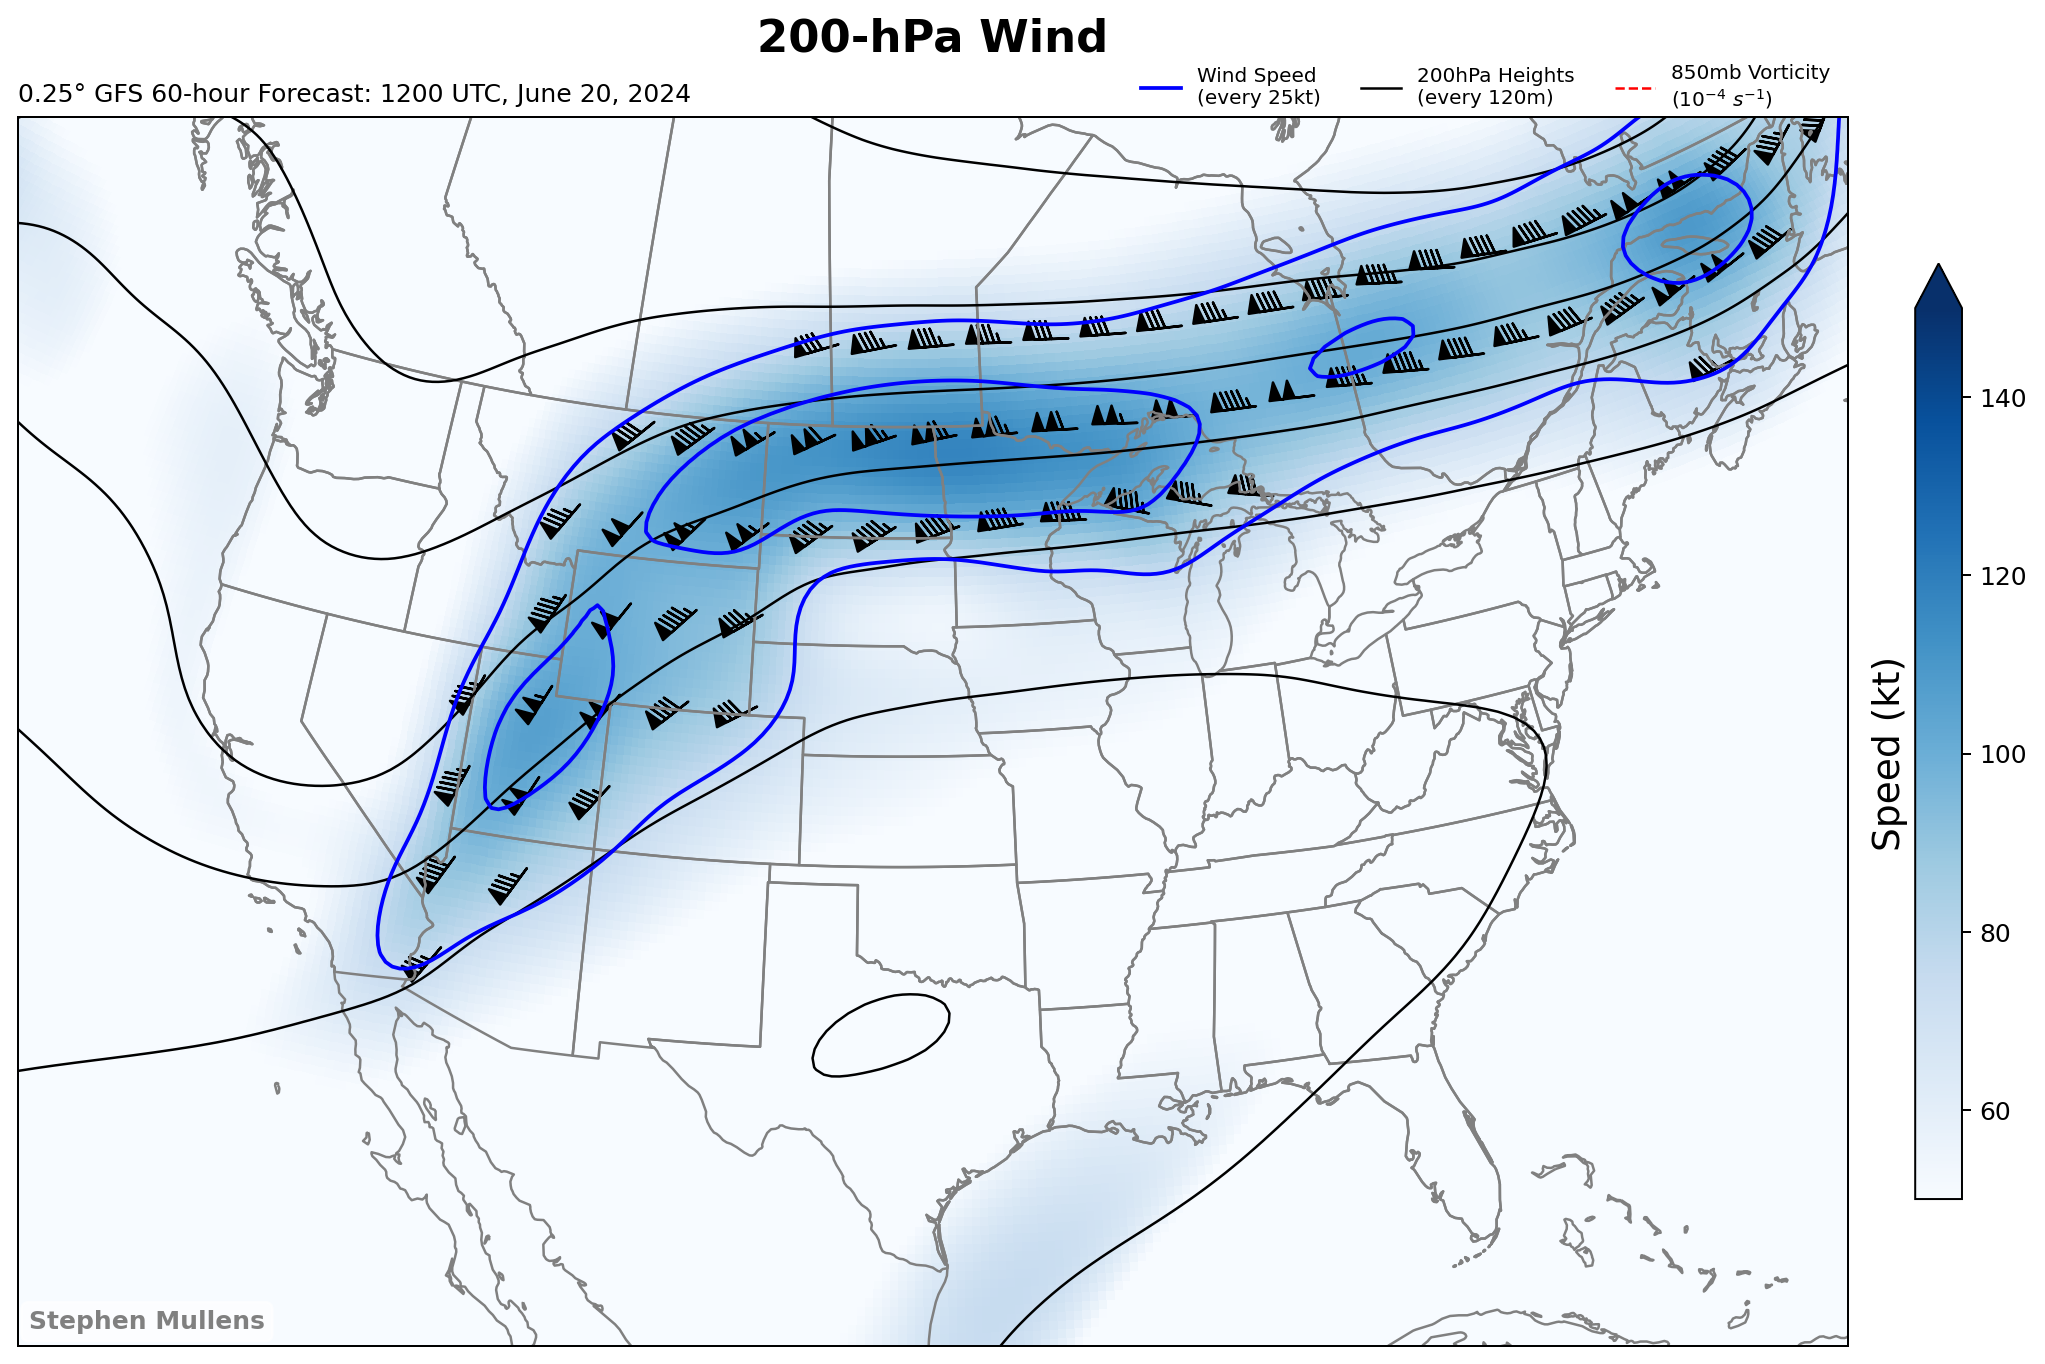 200-hPa Wind
0.25° GFS 60-hour Forecast: 1200 UTC, June 20, 2024
Wind Speed
(every 25kt)
200hPa Heights
(every 120m)
850mb Vorticity
(10⁻⁴ s⁻¹)
140
120
100
80
60
Speed (kt)
Stephen Mullens